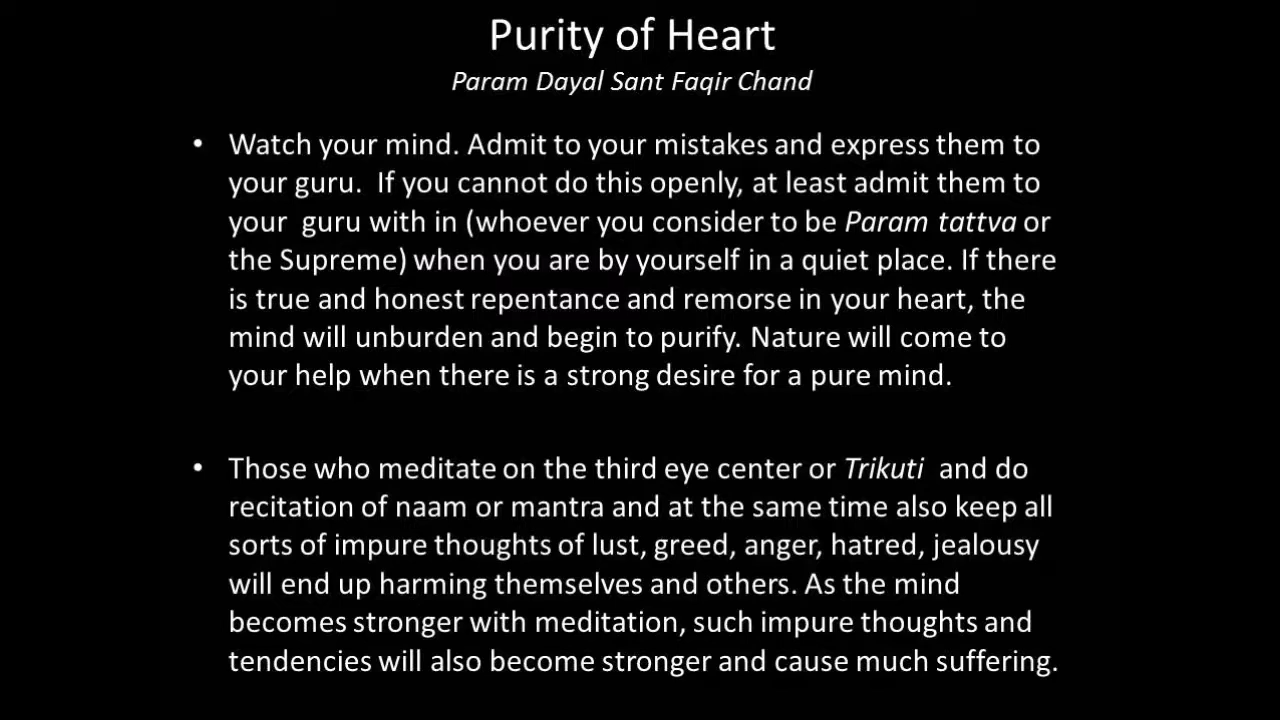 Purity of Heart
Param Dayal Sant Faqir Chand
• Watch your mind. Admit to your mistakes and express them to
your guru.  If you cannot do this openly, at least admit them to
your  guru with in (whoever you consider to be Param tattva or
the Supreme) when you are by yourself in a quiet place. If there
is true and honest repentance and remorse in your heart, the
mind will unburden and begin to purify. Nature will come to
your help when there is a strong desire for a pure mind.
• Those who meditate on the third eye center or Trikuti  and do
recitation of naam or mantra and at the same time also keep all
sorts of impure thoughts of lust, greed, anger, hatred, jealousy
will end up harming themselves and others. As the mind
becomes stronger with meditation, such impure thoughts and
tendencies will also become stronger and cause much suffering.